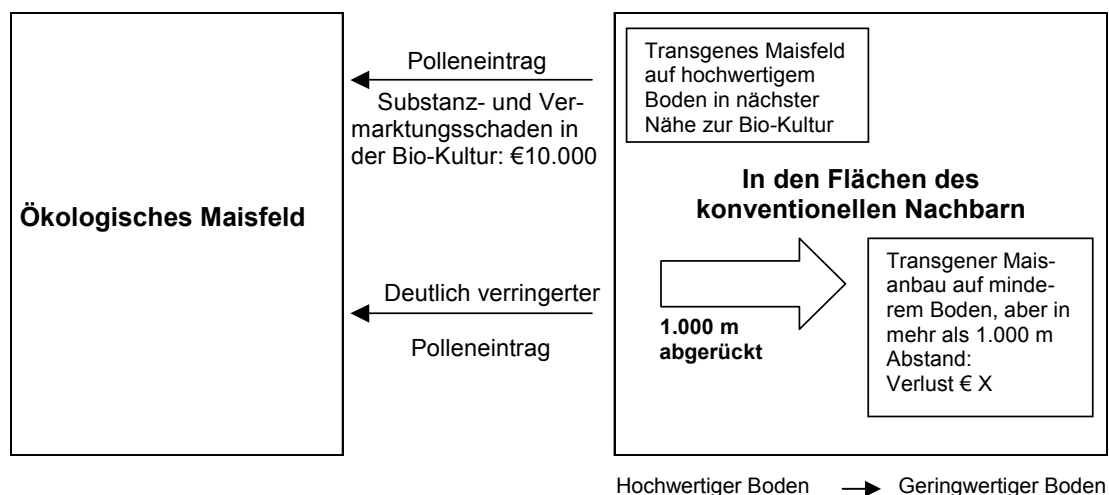 Ökologisches Maisfeld
Polleneintrag
Substanz- und Ver-
marktungsschaden in
der Bio-Kultur: €10.000
Deutlich verringerter
Polleneintrag
Transgenes Maisfeld
auf hochwertigem
Boden in nächster
Nähe zur Bio-Kultur
In den Flächen des
konventionellen Nachbarn
1.000 m
abgerückt
Transgener Mais-
anbau auf minde-
rem Boden, aber in
mehr als 1.000 m
Abstand:
Verlust € X
Hochwertiger Boden
Geringwertiger Boden